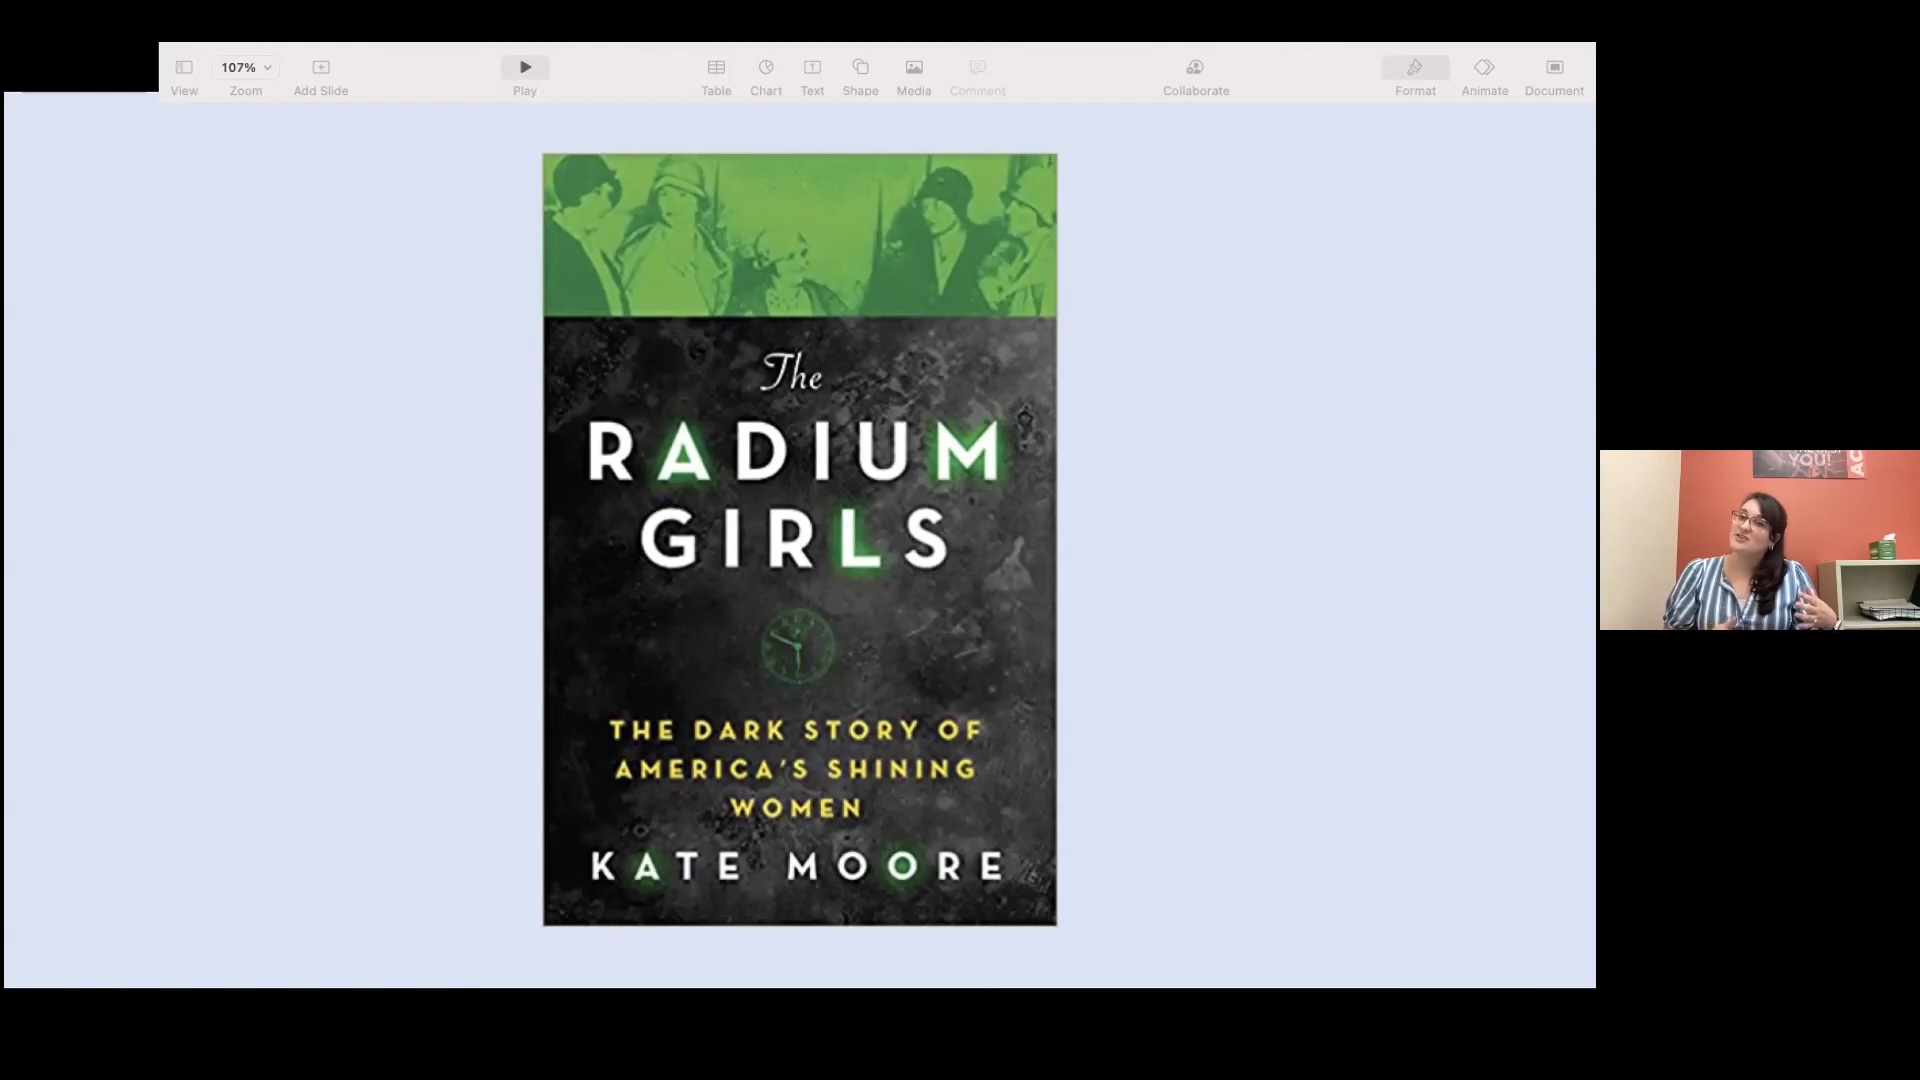 107%
View
Zoom
Add Slide
Play
Table
Chart
Text
Shape
Media
Comment
Collaborate
Format
Animate
Document
The
RADIUM
GIRLS
THE DARK STORY OF
AMERICA'S SHINING
WOMEN
KATE MOORE
YOU!
AC